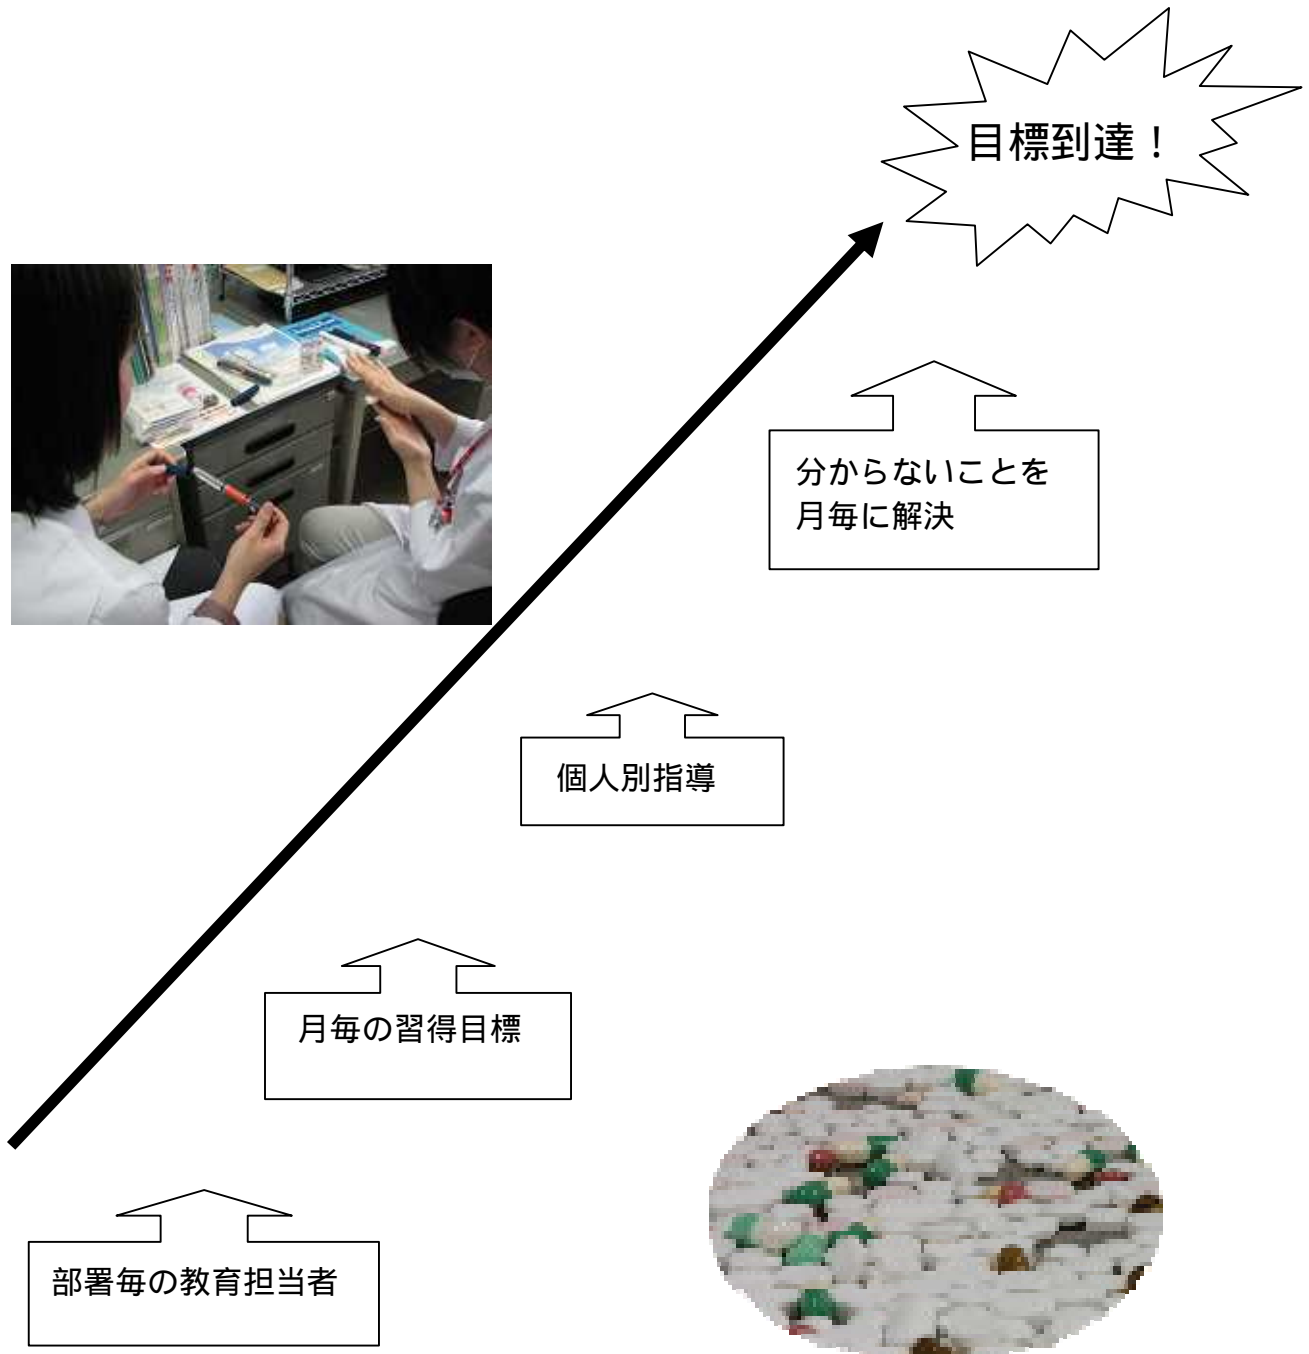 目標到達！
分からないことを
月毎に解決
個人別指導
月毎の習得目標
部署毎の教育担当者